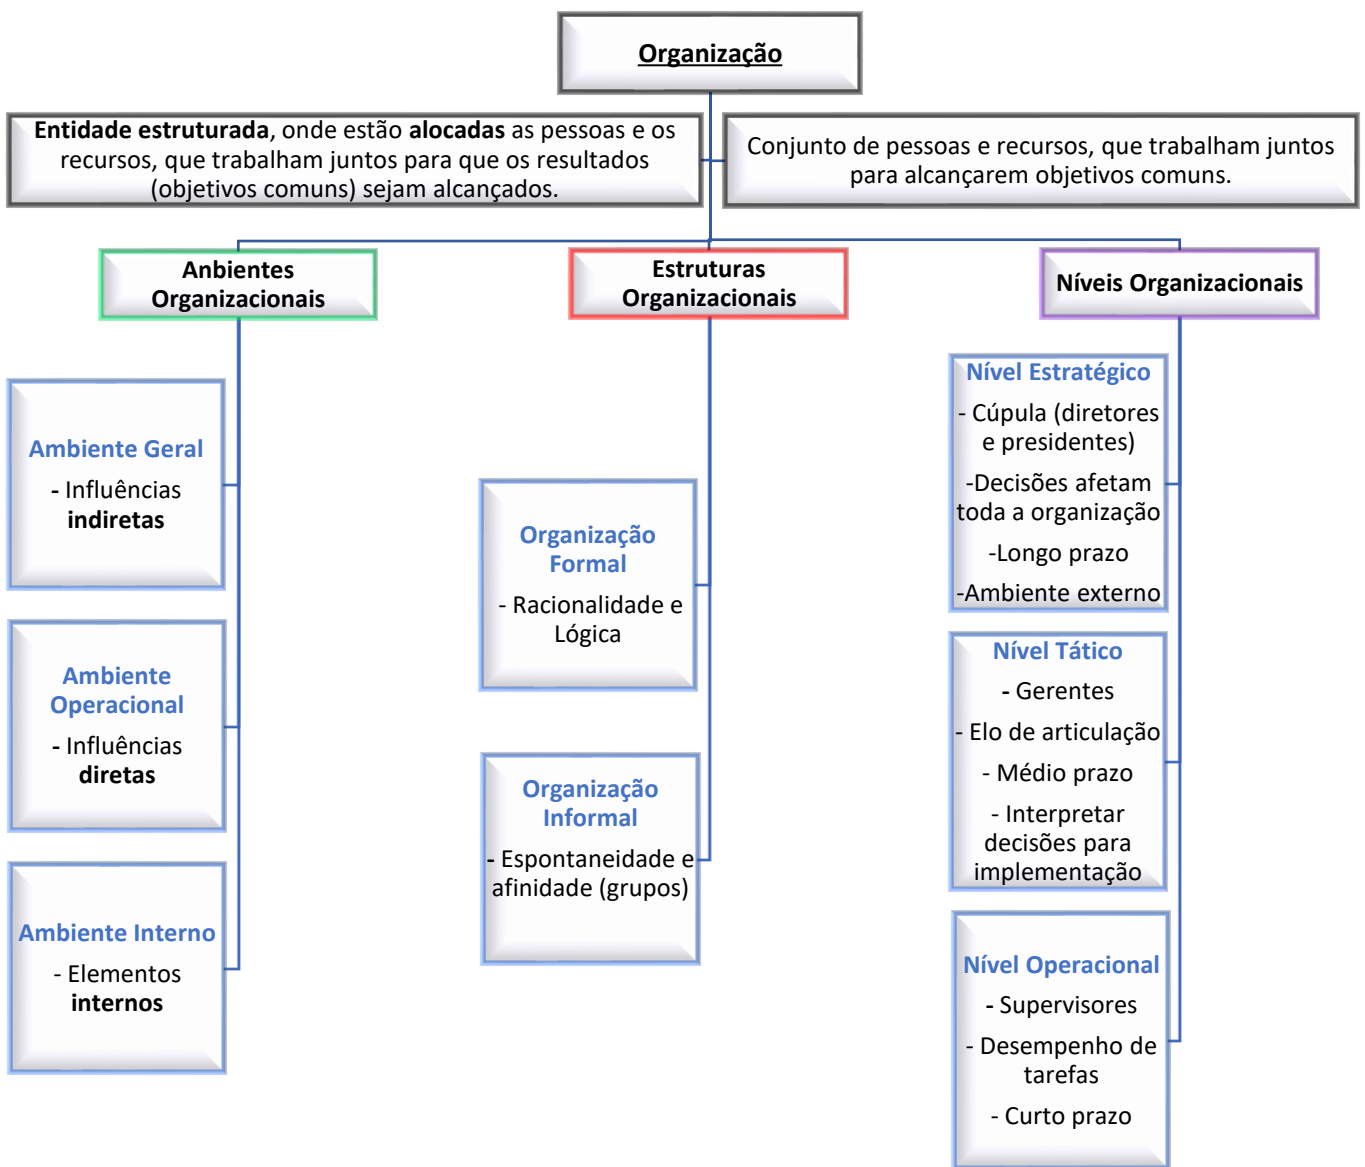 Organização
Entidade estruturada, onde estão alocadas as pessoas e os
recursos, que trabalham juntos para que os resultados
(objetivos comuns) sejam alcançados.
Conjunto de pessoas e recursos, que trabalham juntos
para alcançarem objetivos comuns.
Anbientes
Organizacionais
Ambiente Geral
- Influências
indiretas
Ambiente
Operacional
- Influências
diretas
Ambiente Interno
- Elementos
internos
Estruturas
Organizacionais
Organização
Formal
- Racionalidade e
Lógica
Organização
Informal
- Espontaneidade e
afinidade (grupos)
Níveis Organizacionais
Nível Estratégico
- Cúpula (diretores
e presidentes)
-Decisões afetam
toda a organização
-Longo prazo
-Ambiente externo
Nível Tático
- Gerentes
- Elo de articulação
- Médio prazo
- Interpretar
decisões para
implementação
Nível Operacional
- Supervisores
- Desempenho de
tarefas
- Curto prazo